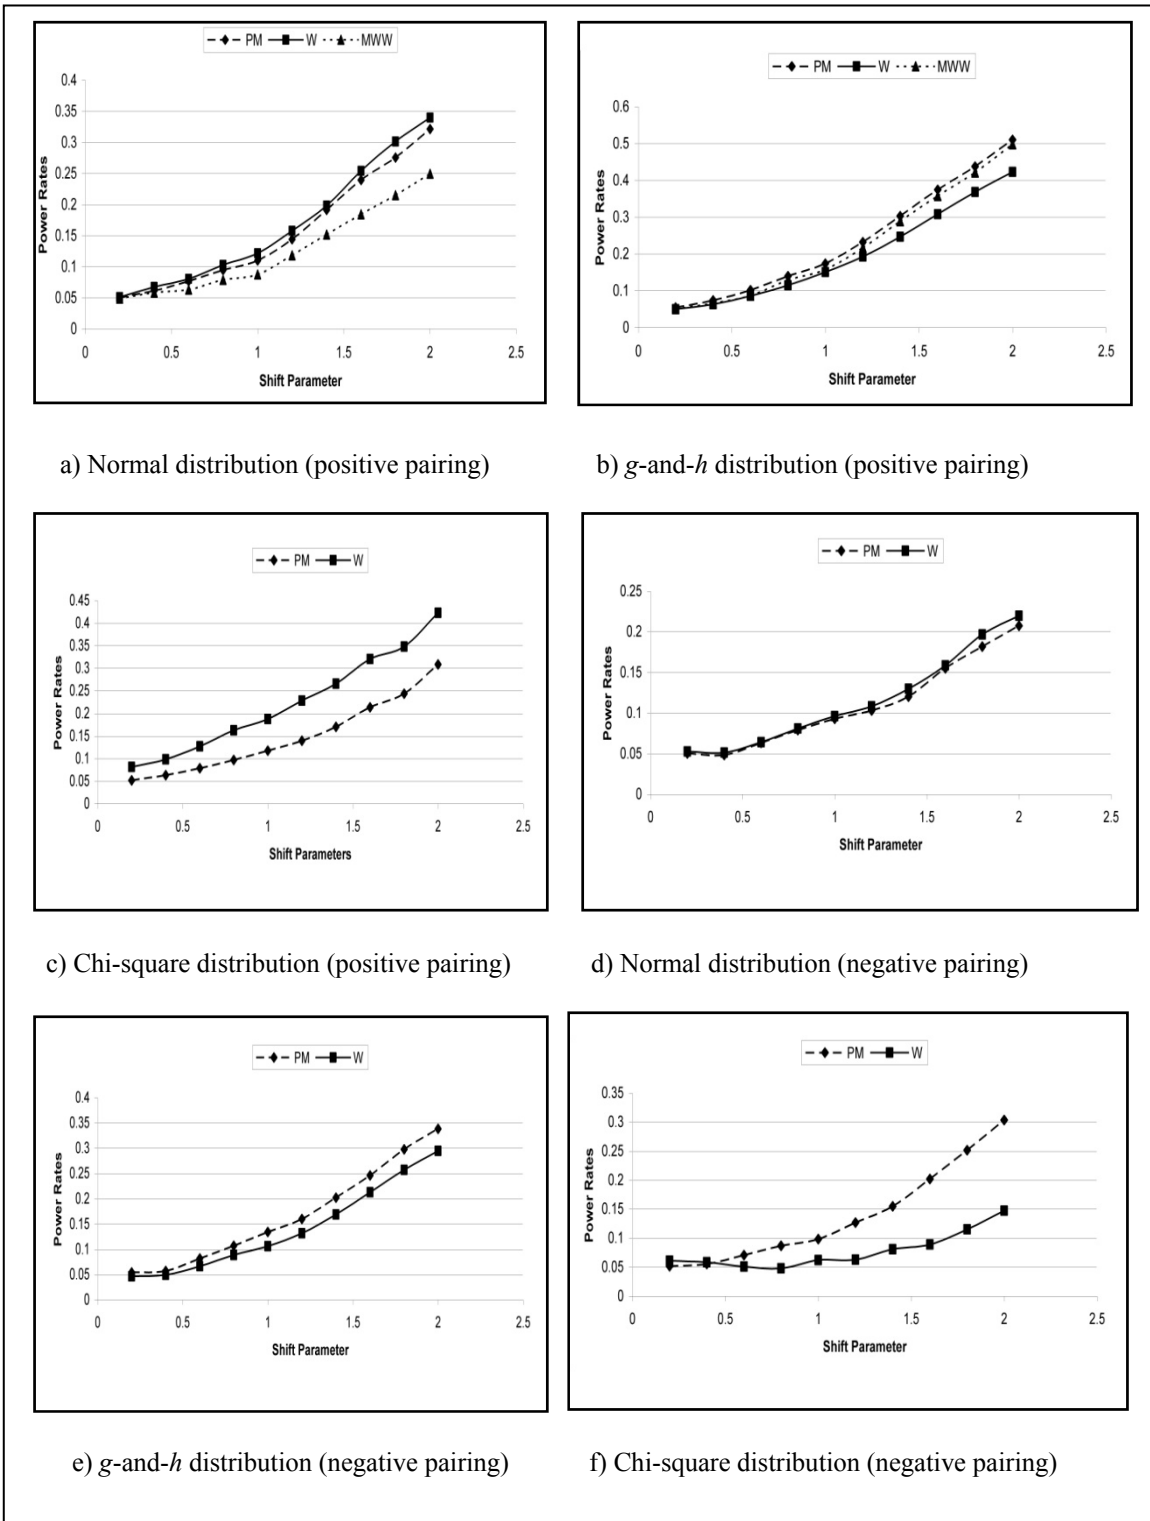 PM W MWW
0.4
0.35
0.3
0.25
0.2
0.15
0.1
0.05
0
Power Rates
0 0.5 1 1.5 2 2.5
Shift Parameter
a) Normal distribution (positive pairing)
PM W MWW
0.6
0.5
0.4
0.3
0.2
0.1
0
Power Rates
0 0.5 1 1.5 2 2.5
Shift Parameter
b) g-and-h distribution (positive pairing)
PM W
0.45
0.4
0.35
0.3
0.25
0.2
0.15
0.1
0.05
0
Power Rates
0 0.5 1 1.5 2 2.5
Shift Parameters
c) Chi-square distribution (positive pairing)
PM W
0.25
0.2
0.15
0.1
0.05
0
Power Rates
0 0.5 1 1.5 2 2.5
Shift Parameter
d) Normal distribution (negative pairing)
PM W
0.4
0.35
0.3
0.25
0.2
0.15
0.1
0.05
0
Power Rates
0 0.5 1 1.5 2 2.5
Shift Parameter
e) g-and-h distribution (negative pairing)
PM W
0.35
0.3
0.25
0.2
0.15
0.1
0.05
0
Power Rates
0 0.5 1 1.5 2 2.5
Shift Parameter
f) Chi-square distribution (negative pairing)